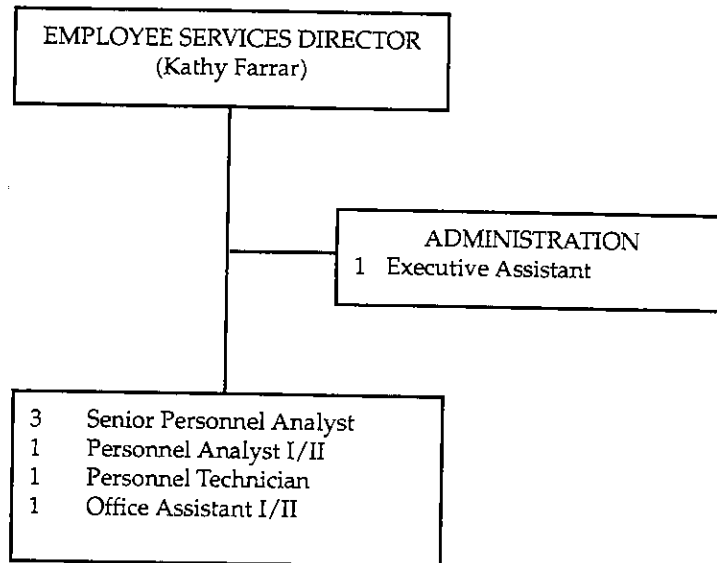 EMPLOYEE SERVICES DIRECTOR
(Kathy Farrar)
ADMINISTRATION
1 Executive Assistant
3 Senior Personnel Analyst
1 Personnel Analyst I/II
1 Personnel Technician
1 Office Assistant I/II